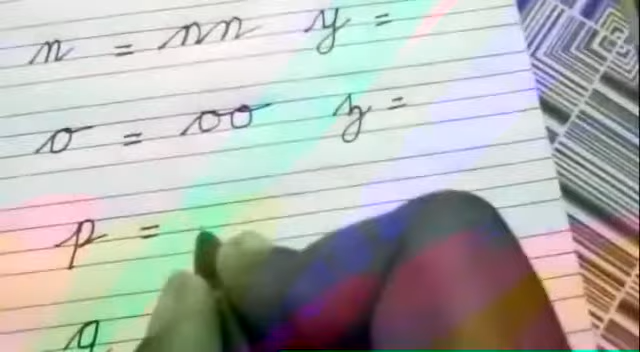 n = nn y =
o = oo z =
p =
q